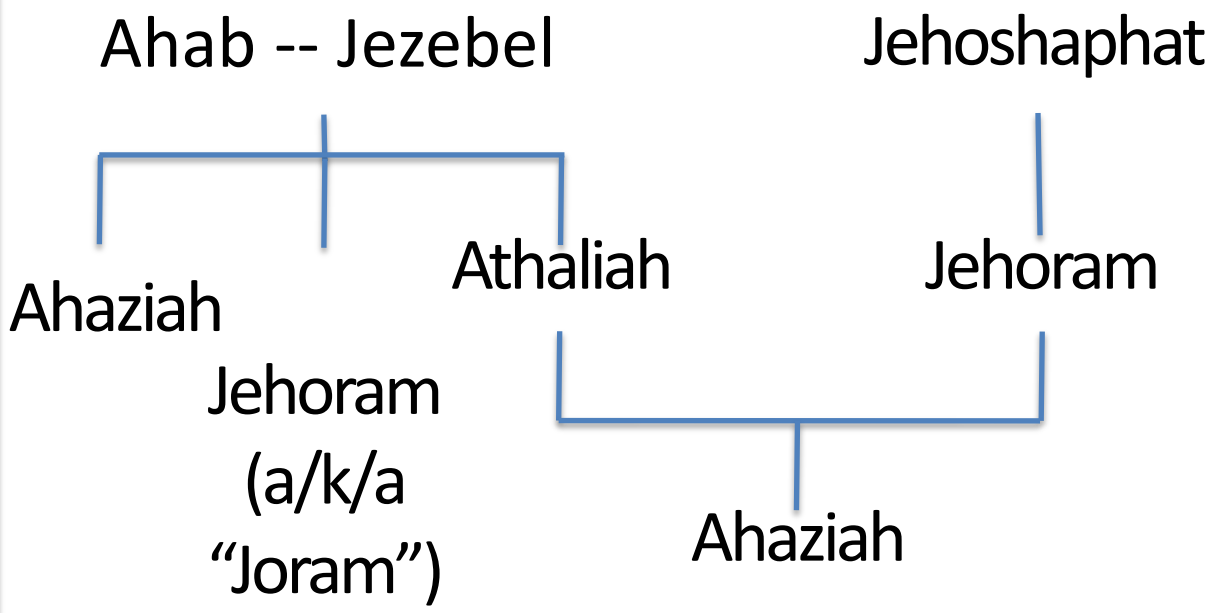 Ahab -- Jezebel
Jehoshaphat
Ahaziah
Athaliah
Jehoram
Jehoram
(a/k/a
“Joram”)
Ahaziah